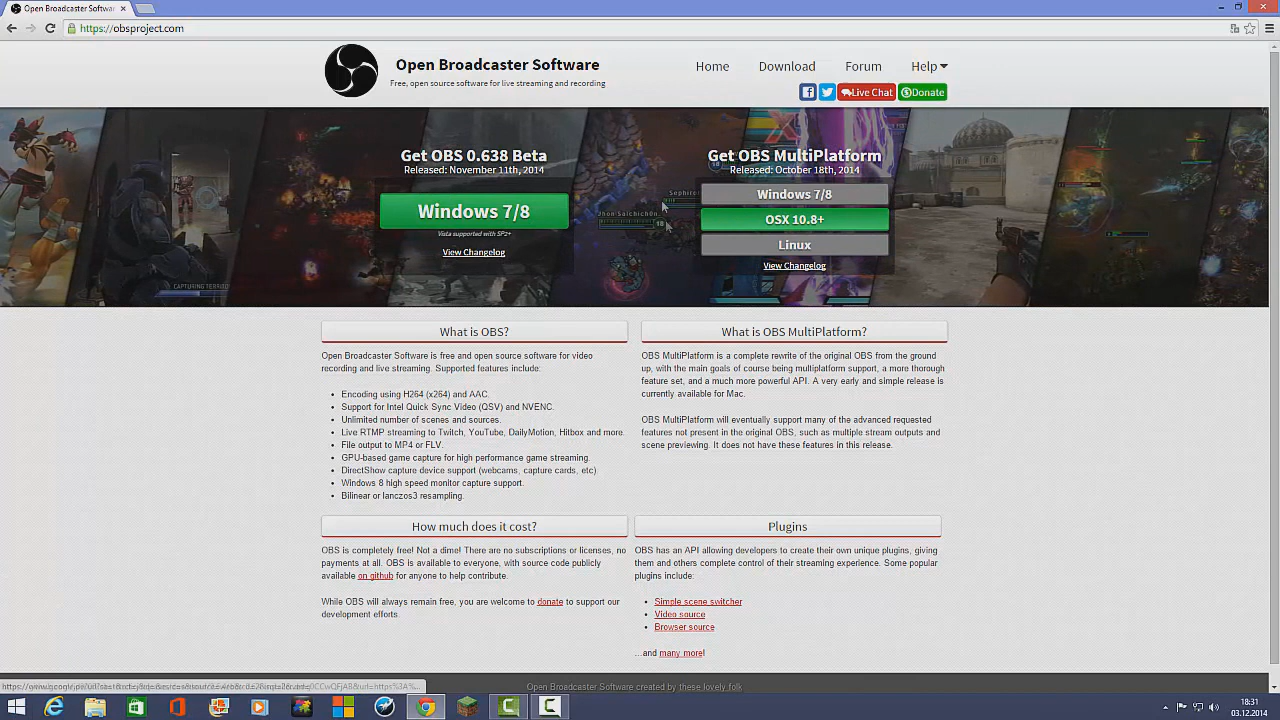 Open Broadcaster Softwar
https://obsproject.com
Open Broadcaster Software
Free, open source software for live streaming and recording
Home
Download
Forum
Help
Live Chat
Donate
Get OBS 0.638 Beta
Released: November 11th, 2014
Windows 7/8
Vista supported with SP2+
View Changelog
Get OBS MultiPlatform
Released: October 18th, 2014
Windows 7/8
OSX 10.8+
Linux
View Changelog
What is OBS?
Open Broadcaster Software is free and open source software for video
recording and live streaming. Supported features include:
Encoding using H264 (x264) and AAC.
Support for Intel Quick Sync Video (QSV) and NVENC.
Unlimited number of scenes and sources.
Live RTMP streaming to Twitch, YouTube, DailyMotion, Hitbox and more.
File output to MP4 or FLV.
GPU-based game capture for high performance game streaming.
DirectShow capture device support (webcams, capture cards, etc).
Windows 8 high speed monitor capture support.
Bilinear or lanczos3 resampling.
What is OBS MultiPlatform?
OBS MultiPlatform is a complete rewrite of the original OBS from the ground
up, with the main goals of course being multiplatform support, a more thorough
feature set, and a much more powerful API. A very early and simple release is
currently available for Mac.
OBS MultiPlatform will eventually support many of the advanced requested
features not present in the original OBS, such as multiple stream outputs and
scene previewing. It does not have these features in this release.
How much does it cost?
OBS is completely free! Not a dime! There are no subscriptions or licenses, no
payments at all. OBS is available to everyone, with source code publicly
available on github for anyone to help contribute.
While OBS will always remain free, you are welcome to donate to support our
development efforts.
Plugins
OBS has an API allowing developers to create their own unique plugins, giving
them and others complete control of their streaming experience. Some popular
plugins include:
Simple scene switcher
Video source
Browser source
...and many more!
Open Broadcaster Software created by these lovely folk
18:31
03.12.2014